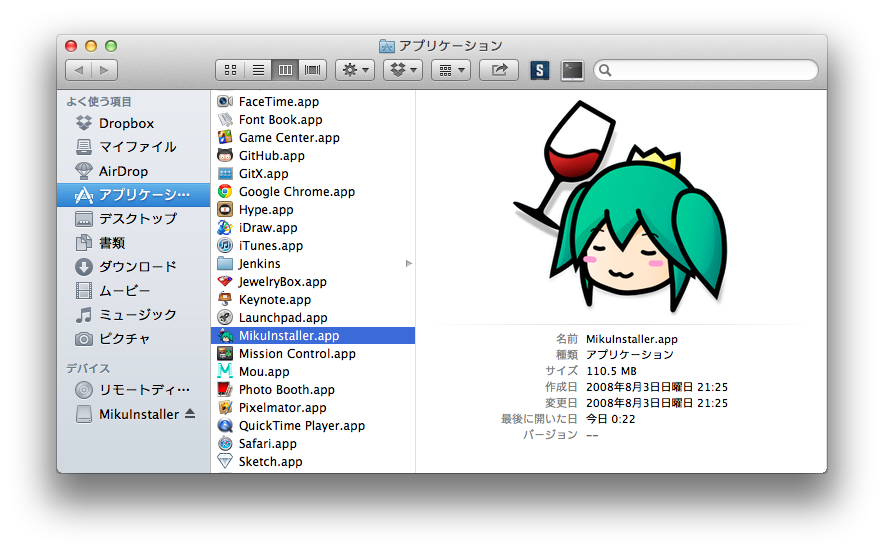 アプリケーション
よく使う項目
Dropbox
マイファイル
AirDrop
アプリケーシ…
デスクトップ
書類
ダウンロード
ムービー
ミュージック
ピクチャ
デバイス
リモートディ…
MikuInstaller
FaceTime.app
Font Book.app
Game Center.app
GitHub.app
GitX.app
Google Chrome.app
Hype.app
iDraw.app
iTunes.app
Jenkins
JewelryBox.app
Keynote.app
Launchpad.app
MikuInstaller.app
Mission Control.app
Mou.app
Photo Booth.app
Pixelmator.app
QuickTime Player.app
Safari.app
Sketch.app
名前 MikuInstaller.app
種類 アプリケーション
サイズ 110.5 MB
作成日 2008年8月3日日曜日 21:25
変更日 2008年8月3日日曜日 21:25
最後に開いた日 今日 0:22
バージョン --